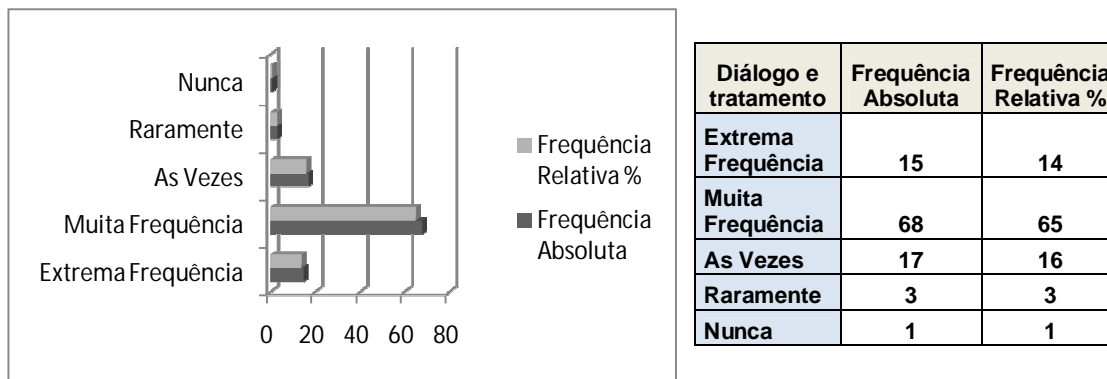 Nunca
Raramente
As Vezes
Muita Frequência
Extrema Frequência
0 20 40 60 80
Frequência
Relativa %
Frequência
Absoluta
Diálogo e
tratamento
Frequência
Absoluta
Frequência
Relativa %
Extrema
Frequência 15 14
Muita
Frequência 68 65
As Vezes 17 16
Raramente 3 3
Nunca 1 1